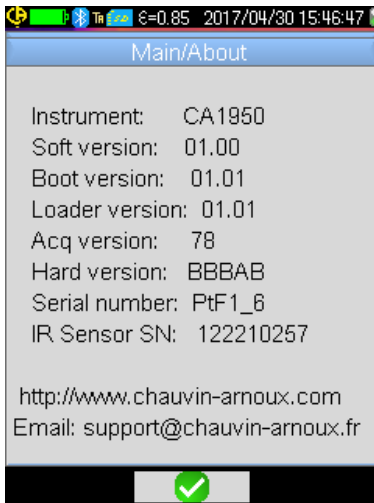 Ta ε=0.85 2017/04/30 15:46:47
Main/About
Instrument: CA1950
Soft version: 01.00
Boot version: 01.01
Loader version: 01.01
Acq version: 78
Hard version: BBBAB
Serial number: PtF1_6
IR Sensor SN: 122210257
http://www.chauvin-arnoux.com
Email: support@chauvin-arnoux.fr